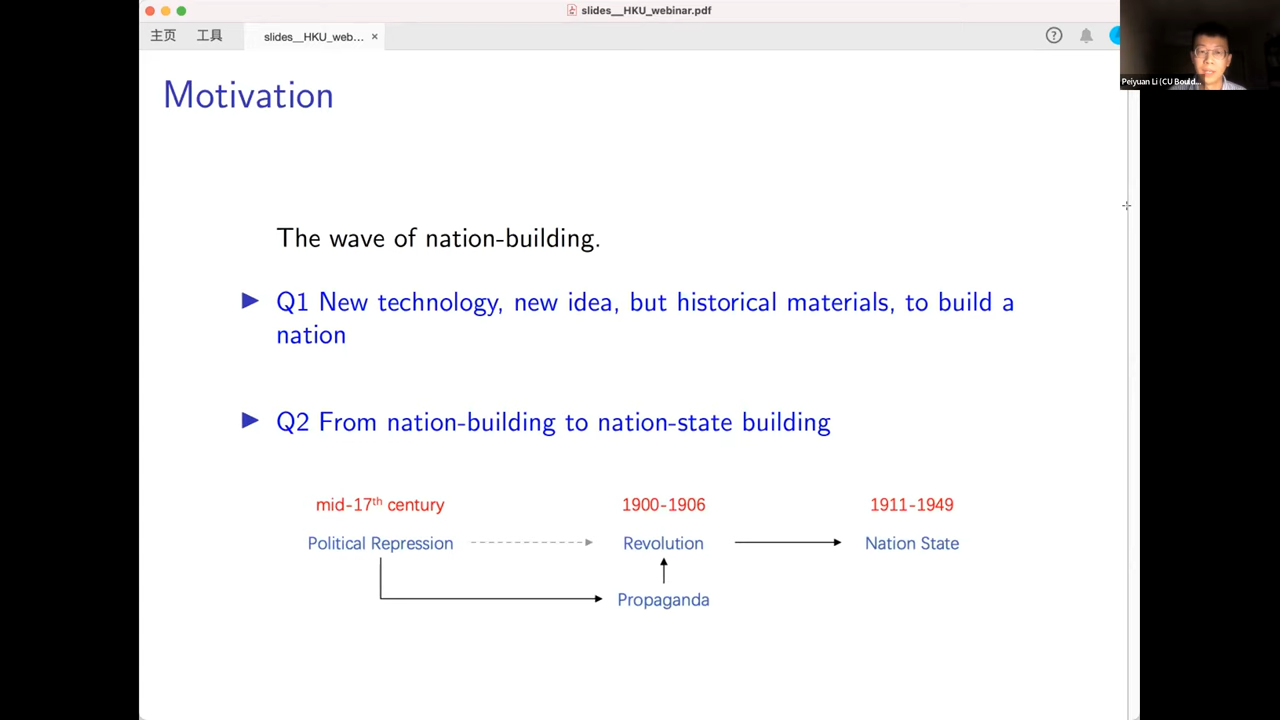 slides__HKU_webinar.pdf
主页 工具 slides__HKU_web... ×
Peiyuan Li (CU Bould...
Motivation
The wave of nation-building.
Q1 New technology, new idea, but historical materials, to build a
nation
Q2 From nation-building to nation-state building
mid-17th century 1900-1906 1911-1949
Political Repression Revolution Nation State
Propaganda